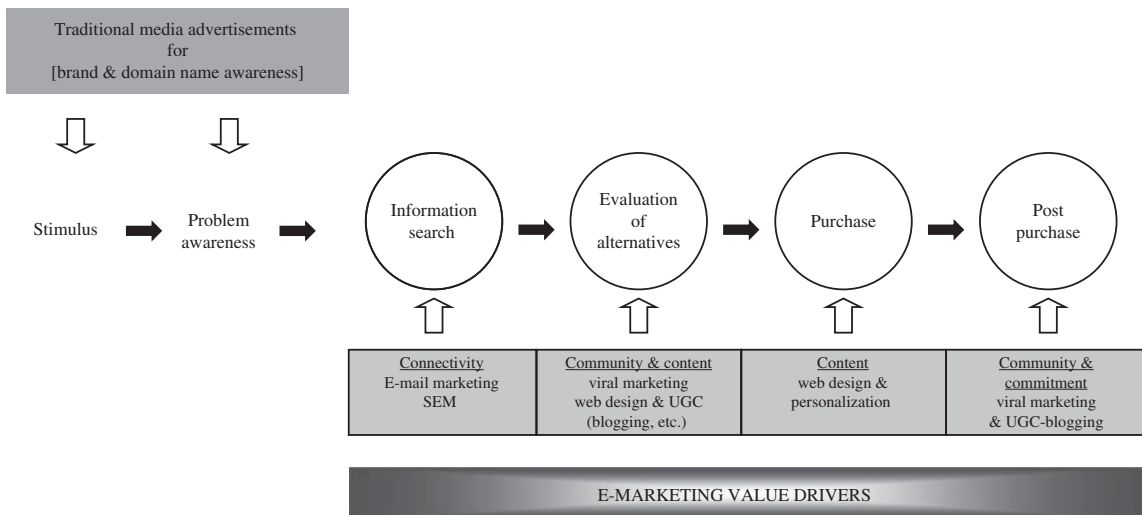 Traditional media advertisements
for
[brand & domain name awareness]
Stimulus
Problem
awareness
Information
search
Evaluation
of
alternatives
Purchase
Post
purchase
Connectivity
E-mail marketing
SEM
Community & content
viral marketing
web design & UGC
(blogging, etc.)
Content
web design &
personalization
Community &
commitment
viral marketing
& UGC-blogging
E-MARKETING VALUE DRIVERS